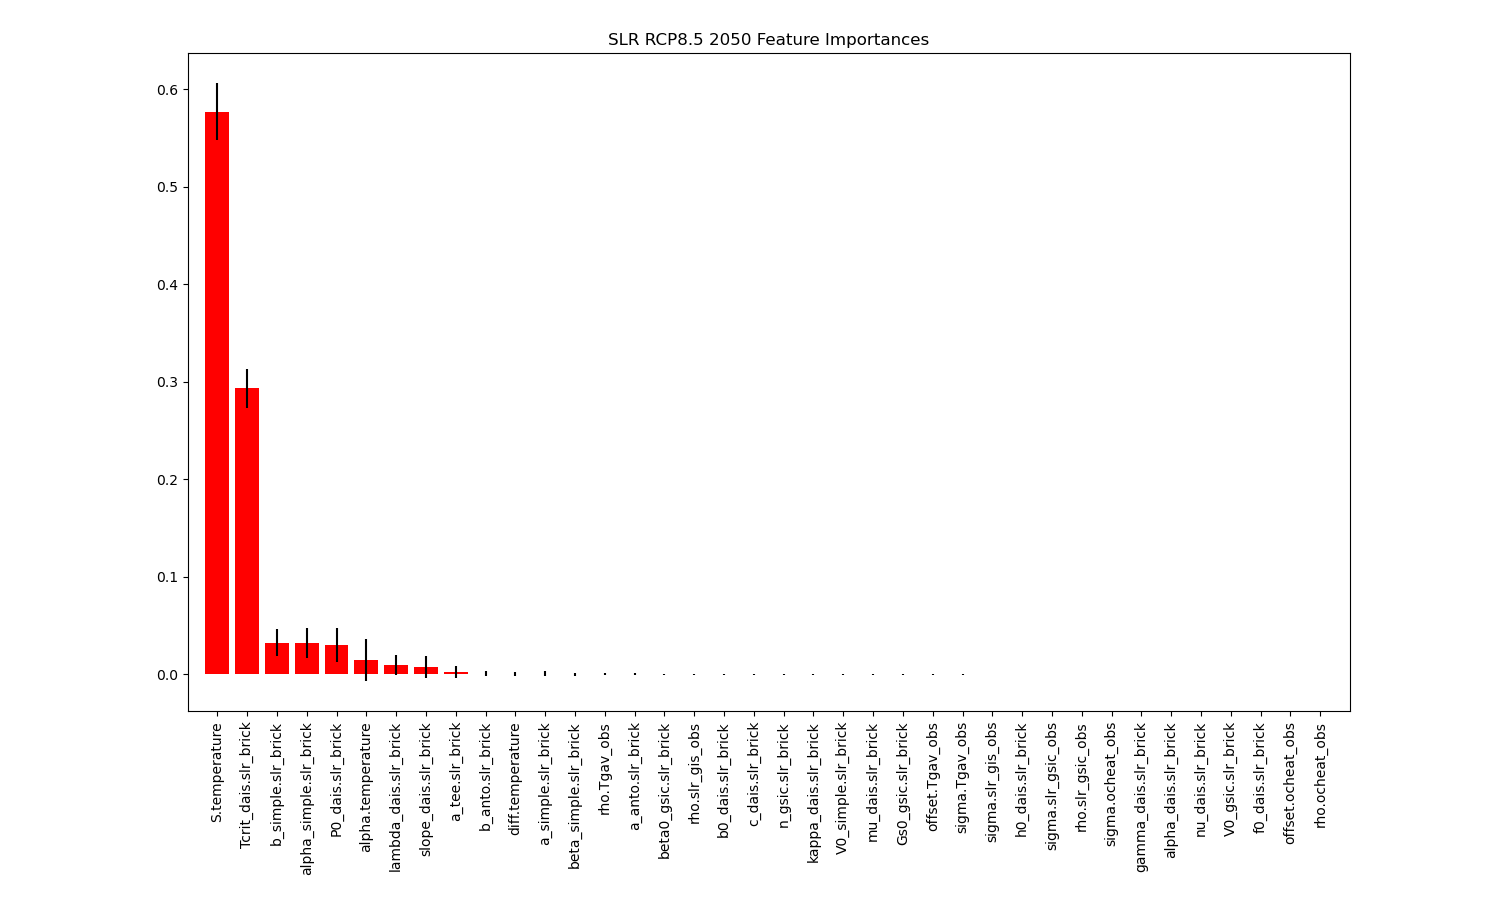 SLR RCP8.5 2050 Feature Importances
0.6
0.5
0.4
0.3
0.2
0.1
0.0
S.temperature
Tcrit_dais.slr_brick
b_simple.slr_brick
alpha_simple.slr_brick
P0_dais.slr_brick
alpha.temperature
lambda_dais.slr_brick
slope_dais.slr_brick
a_tee.slr_brick
b_anto.slr_brick
diff.temperature
a_simple.slr_brick
beta_simple.slr_brick
rho.Tgav_obs
a_anto.slr_brick
beta0_gsic.slr_brick
rho.slr_gis_obs
b0_dais.slr_brick
c_dais.slr_brick
n_gsic.slr_brick
kappa_dais.slr_brick
V0_simple.slr_brick
mu_dais.slr_brick
Gs0_gsic.slr_brick
offset.Tgav_obs
sigma.Tgav_obs
sigma.slr_gis_obs
h0_dais.slr_brick
sigma.slr_gsic_obs
rho.slr_gsic_obs
sigma.ocheat_obs
gamma_dais.slr_brick
alpha_dais.slr_brick
nu_dais.slr_brick
V0_gsic.slr_brick
f0_dais.slr_brick
offset.ocheat_obs
rho.ocheat_obs